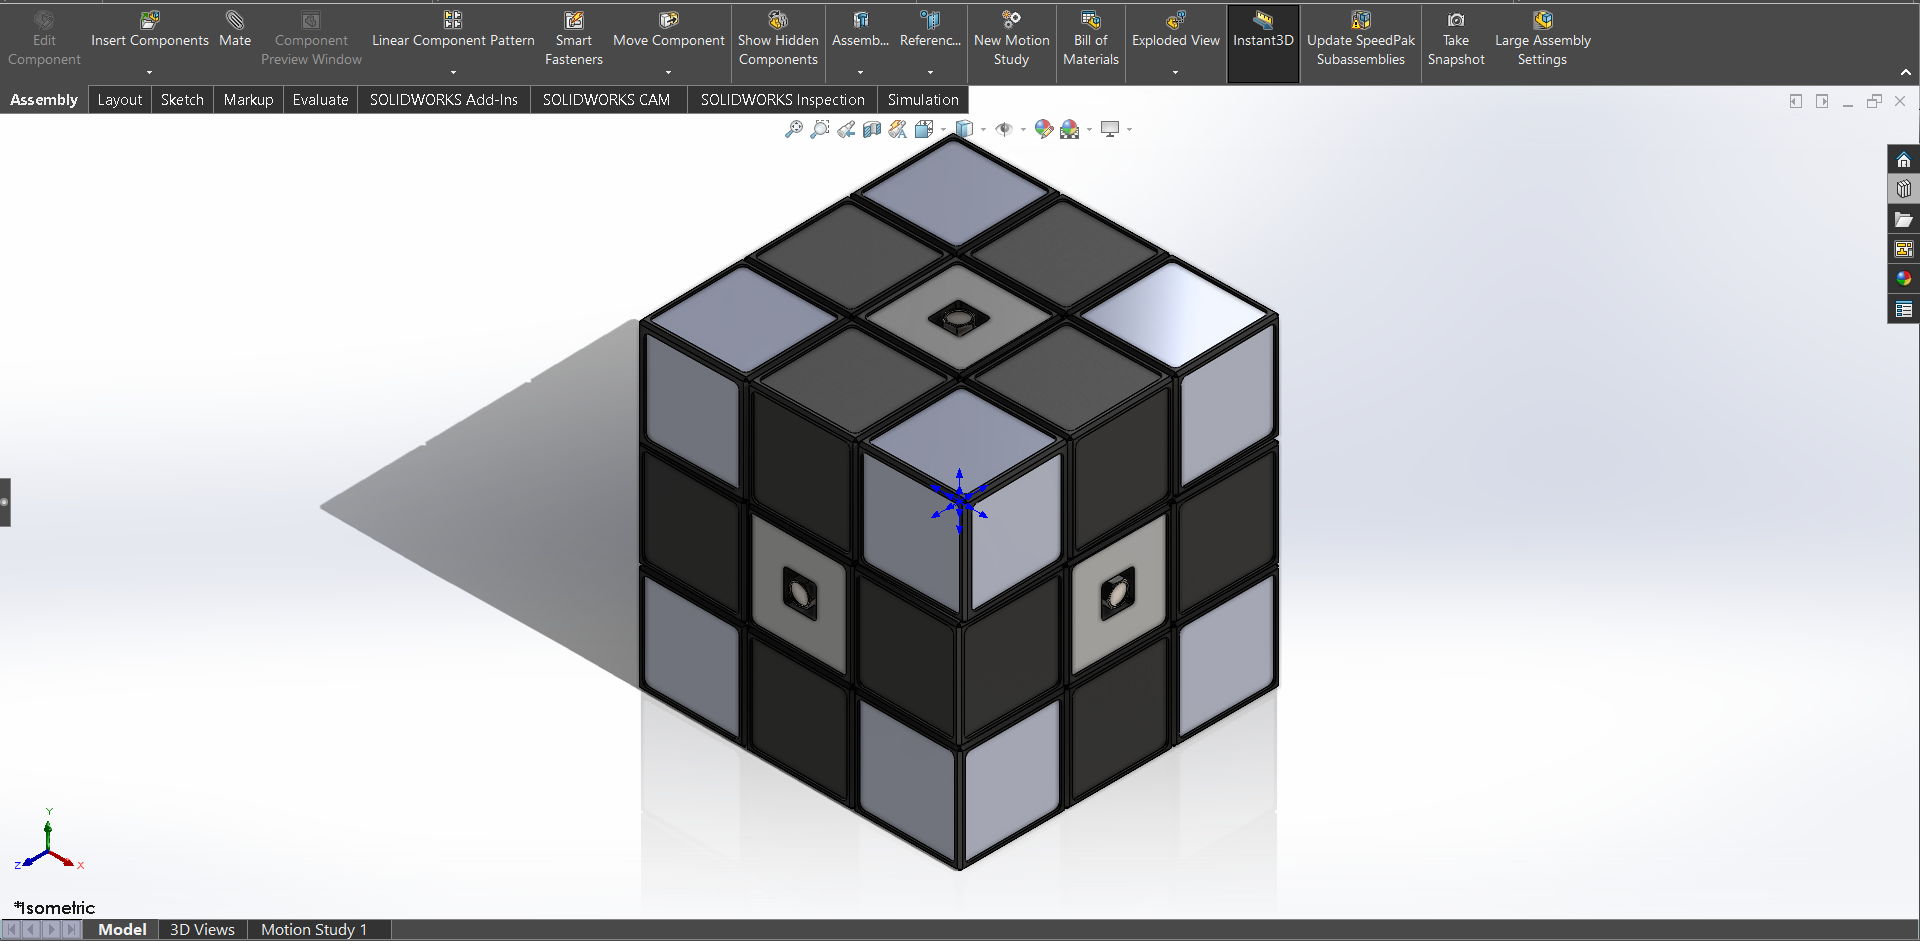 Edit Component
Insert Components
Mate
Component Preview Window
Linear Component Pattern
Smart Fasteners
Move Component
Show Hidden Components
Assemb...
Referenc...
New Motion Study
Bill of Materials
Exploded View
Instant3D
Update SpeedPak Subassemblies
Take Snapshot
Large Assembly Settings
Assembly
Layout
Sketch
Markup
Evaluate
SOLIDWORKS Add-Ins
SOLIDWORKS CAM
SOLIDWORKS Inspection
Simulation
Y
Z
X
*Isometric
Model
3D Views
Motion Study 1